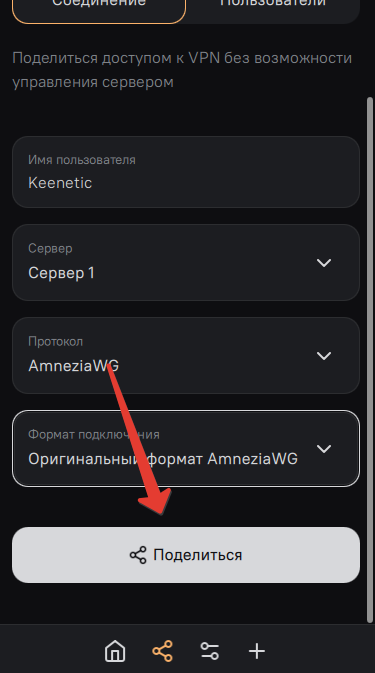 Соединение Пользователи
Поделиться доступом к VPN без возможности
управления сервером
Имя пользователя
Keenetic
Сервер
Сервер 1
Протокол
AmneziaWG
Формат подключения
Оригинальный формат AmneziaWG
Поделиться